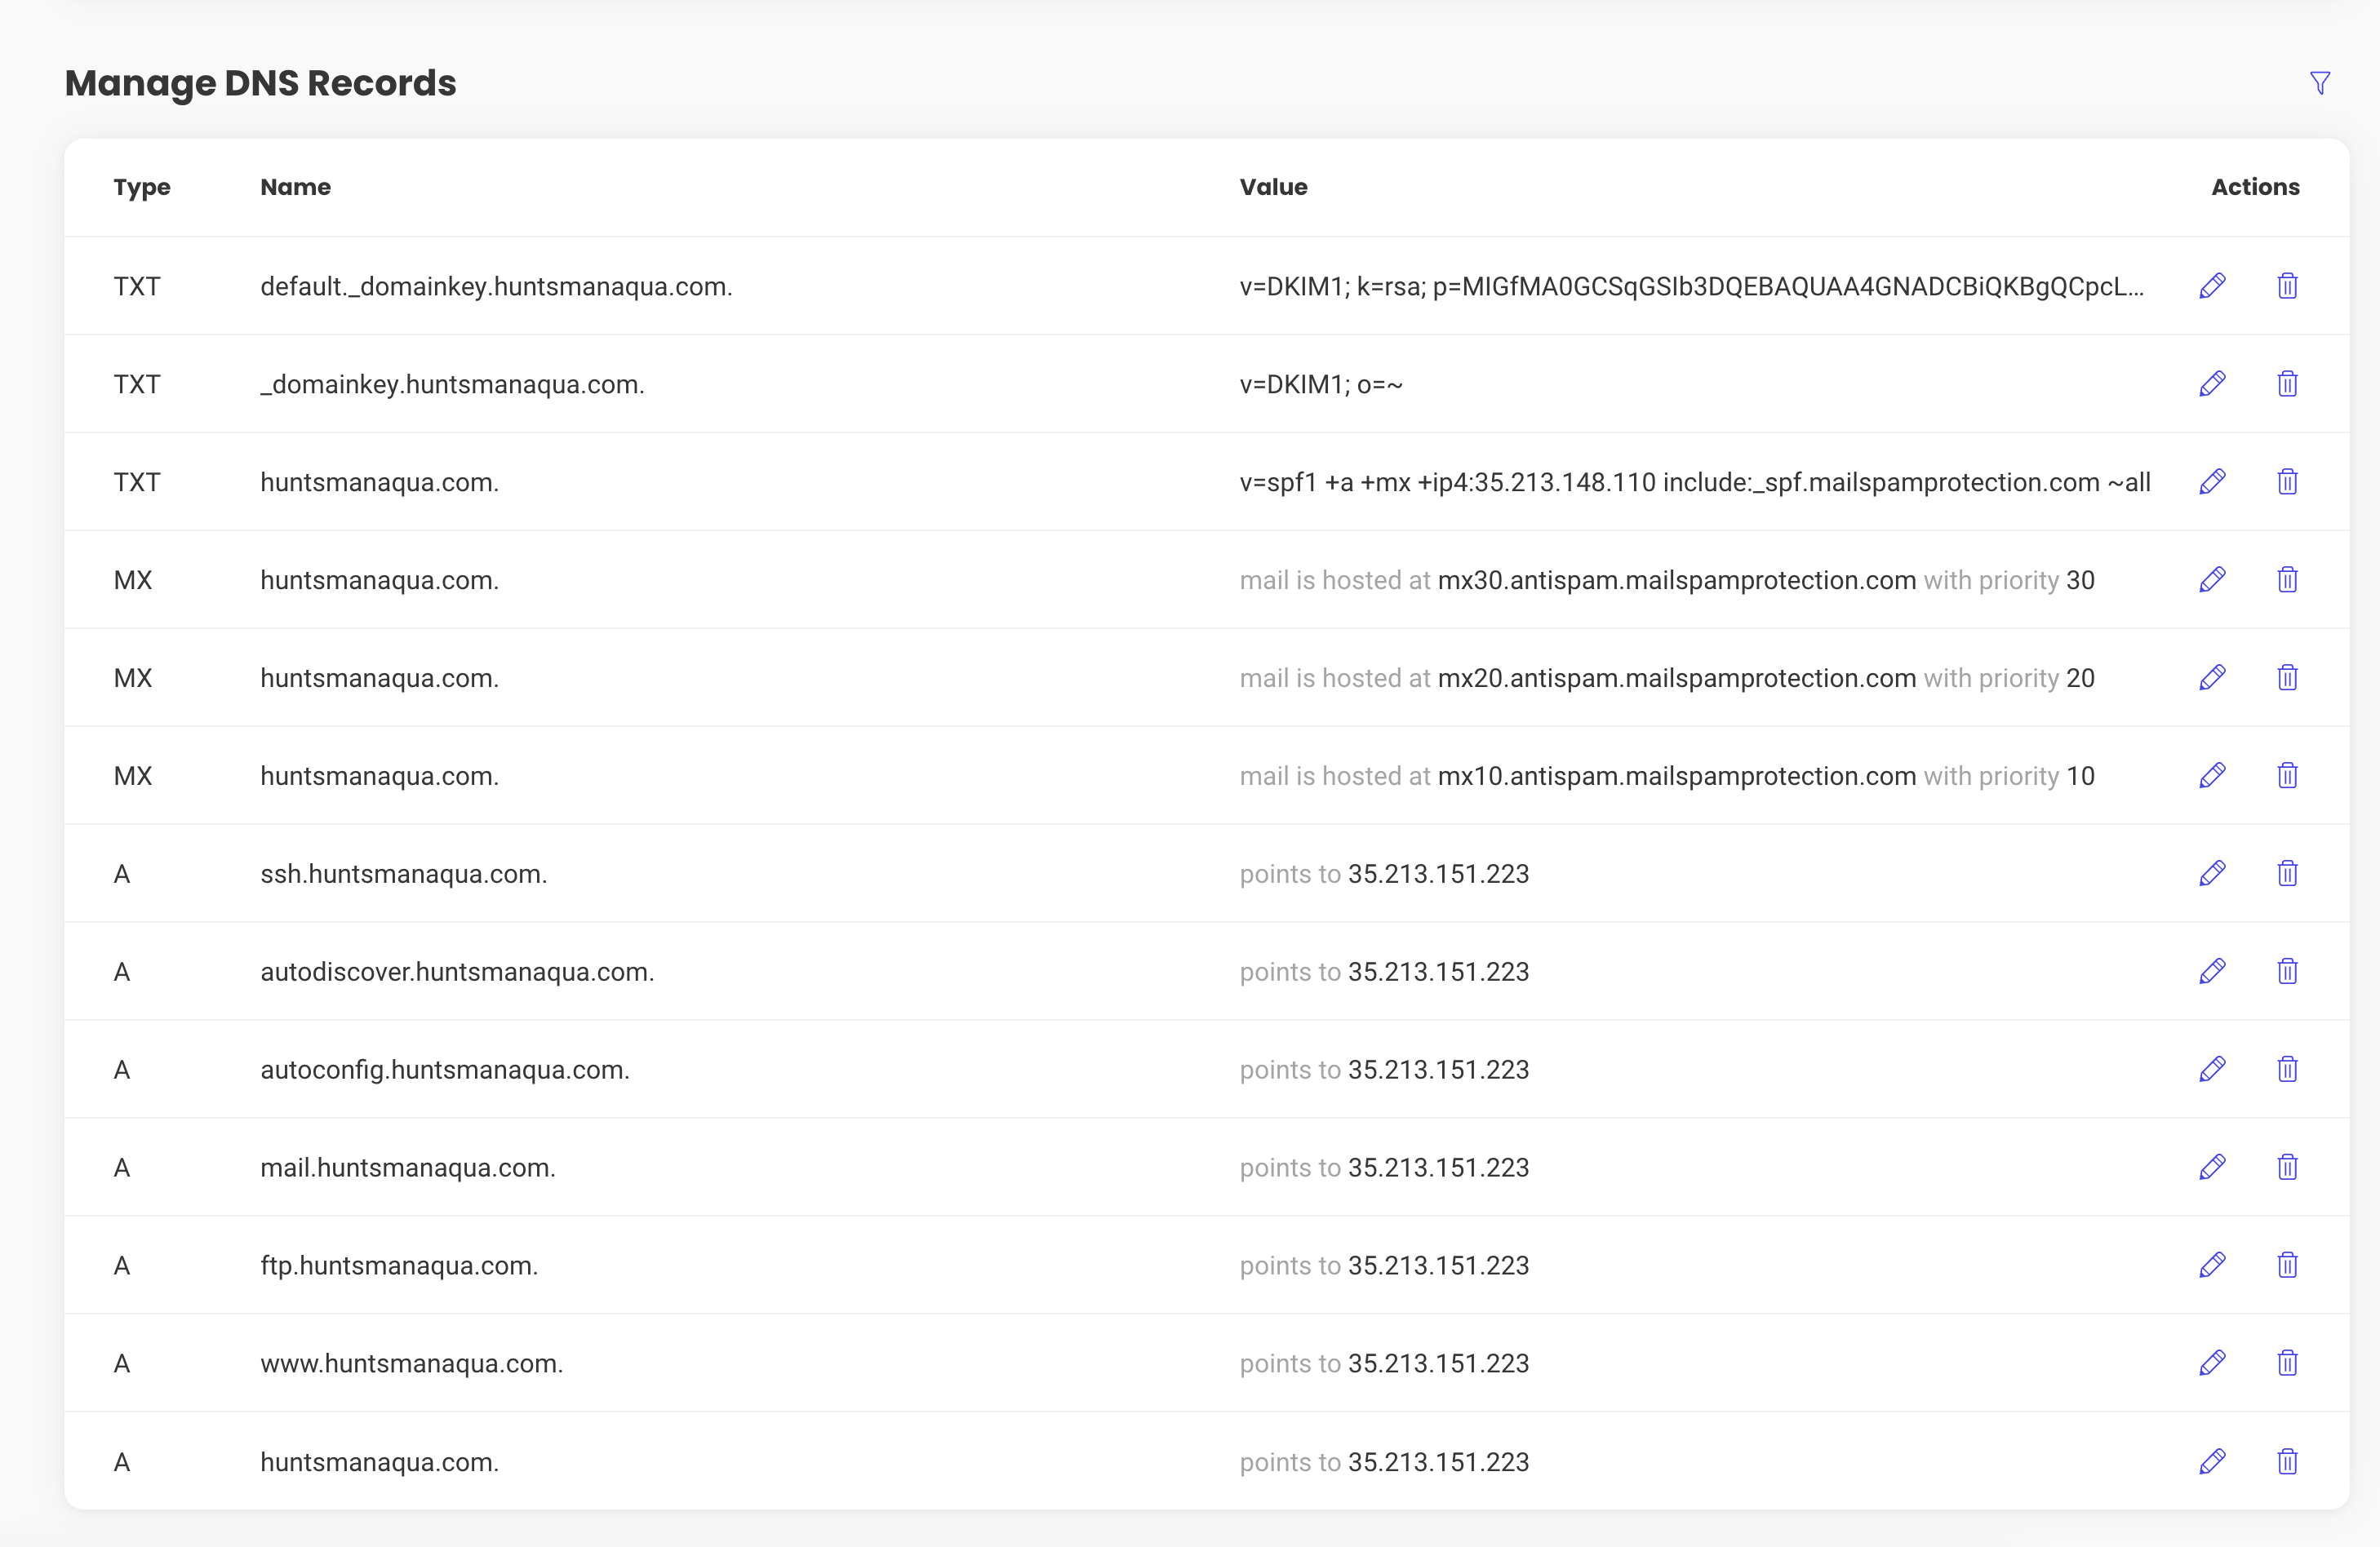 Manage DNS Records
Type Name Value Actions
TXT default._domainkey.huntsmanaqua.com. v=DKIM1; k=rsa; p=MIGfMA0GCSqGSIb3DQEBAQUAA4GNADCBiQKBgQCpcL...
TXT _domainkey.huntsmanaqua.com. v=DKIM1; o=~
TXT huntsmanaqua.com. v=spf1 +a +mx +ip4:35.213.148.110 include:_spf.mailspamprotection.com ~all
MX huntsmanaqua.com. mail is hosted at mx30.antispam.mailspamprotection.com with priority 30
MX huntsmanaqua.com. mail is hosted at mx20.antispam.mailspamprotection.com with priority 20
MX huntsmanaqua.com. mail is hosted at mx10.antispam.mailspamprotection.com with priority 10
A ssh.huntsmanaqua.com. points to 35.213.151.223
A autodiscover.huntsmanaqua.com. points to 35.213.151.223
A autoconfig.huntsmanaqua.com. points to 35.213.151.223
A mail.huntsmanaqua.com. points to 35.213.151.223
A ftp.huntsmanaqua.com. points to 35.213.151.223
A www.huntsmanaqua.com. points to 35.213.151.223
A huntsmanaqua.com. points to 35.213.151.223